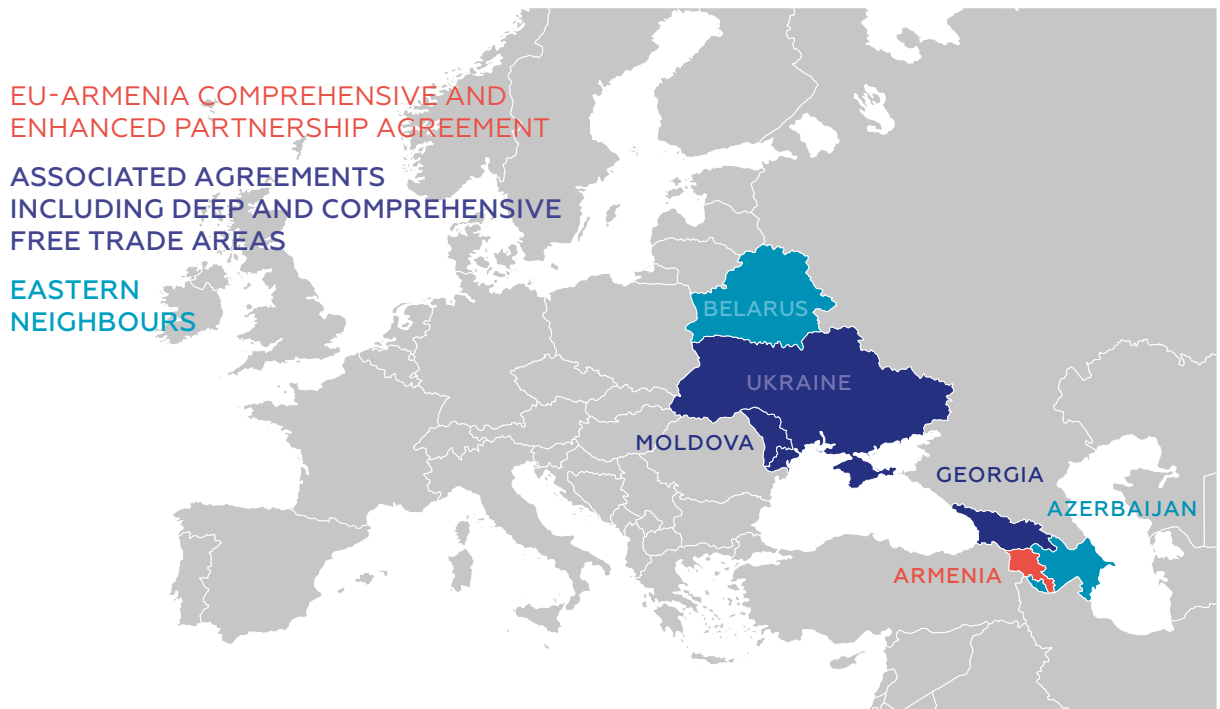 EU-ARMENIA COMPREHENSIVE AND
ENHANCED PARTNERSHIP AGREEMENT
ASSOCIATED AGREEMENTS
INCLUDING DEEP AND COMPREHENSIVE
FREE TRADE AREAS
EASTERN
NEIGHBOURS
BELARUS
UKRAINE
MOLDOVA
GEORGIA
AZERBAIJAN
ARMENIA